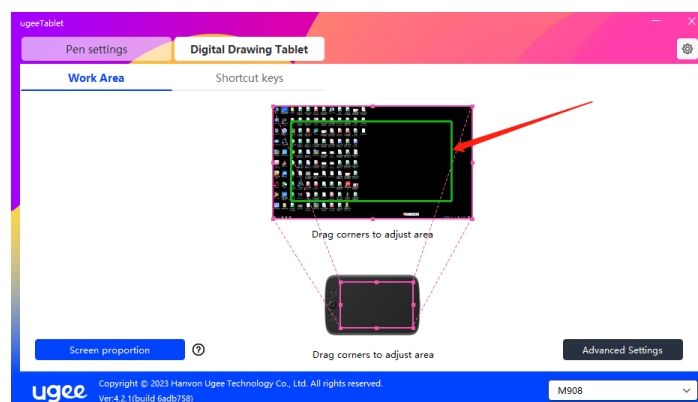 ugeeTablet
Pen settings
Digital Drawing Tablet
Work Area
Shortcut keys
Drag corners to adjust area
Screen proportion
?
Drag corners to adjust area
Advanced Settings
ugee
Copyright © 2023 Hanvon Ugee Technology Co., Ltd. All rights reserved.
Ver:4.2.1(build 6adb758)
M908